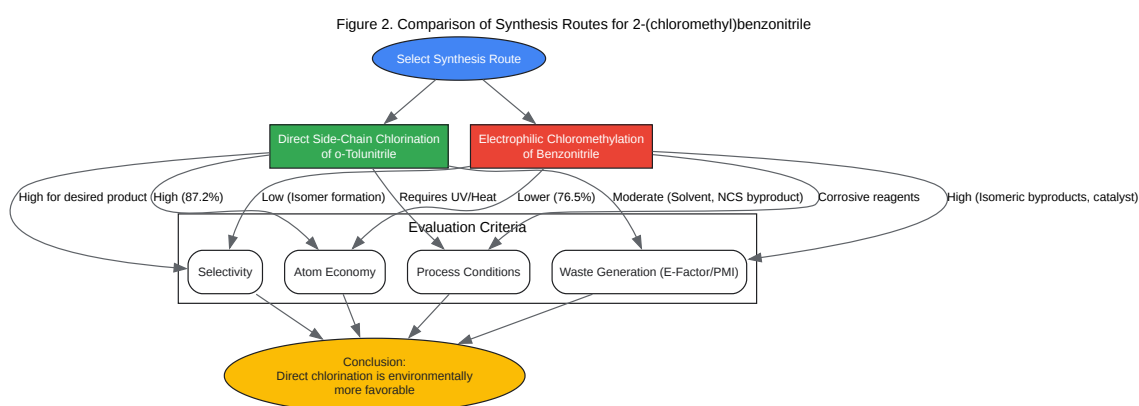 Figure 2. Comparison of Synthesis Routes for 2-(chloromethyl)benzonitrile
Select Synthesis Route
Direct Side-Chain Chlorination
of o-Tolunitrile
Electrophilic Chloromethylation
of Benzonitrile
High for desired product
High (87.2%)
Low (Isomer formation)
Requires UV/Heat
Lower (76.5%)
Moderate (Solvent, NCS byproduct)
Corrosive reagents
High (Isomeric byproducts, catalyst)
Evaluation Criteria
Selectivity
Atom Economy
Process Conditions
Waste Generation (E-Factor/PMI)
Conclusion:
Direct chlorination is environmentally
more favorable